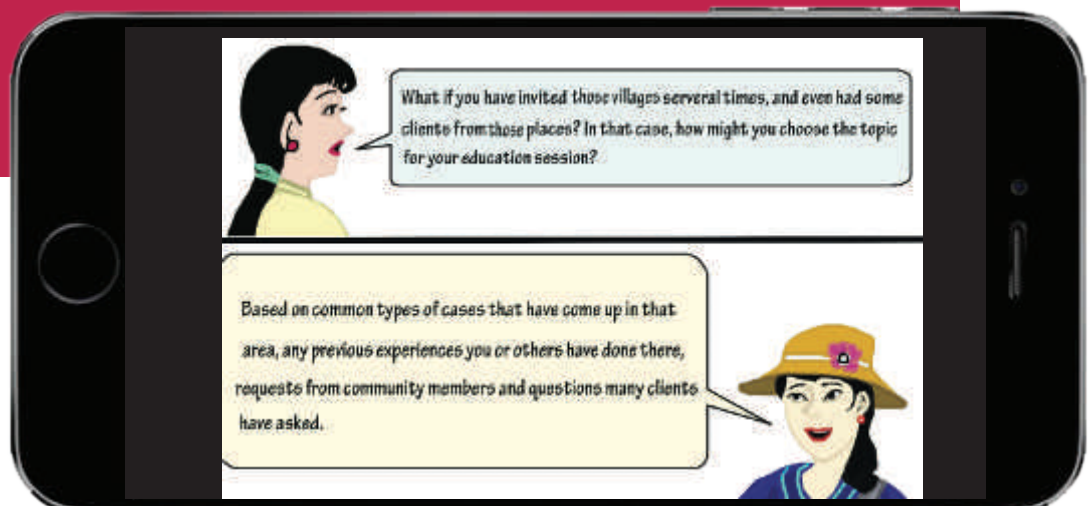 What if you have invited those villages serveral times, and even had some
clients from those places? In that case, how might you choose the topic
for your education session?
Based on common types of cases that have come up in that
area, any previous experiences you or others have done there,
requests from community members and questions many clients
have asked.